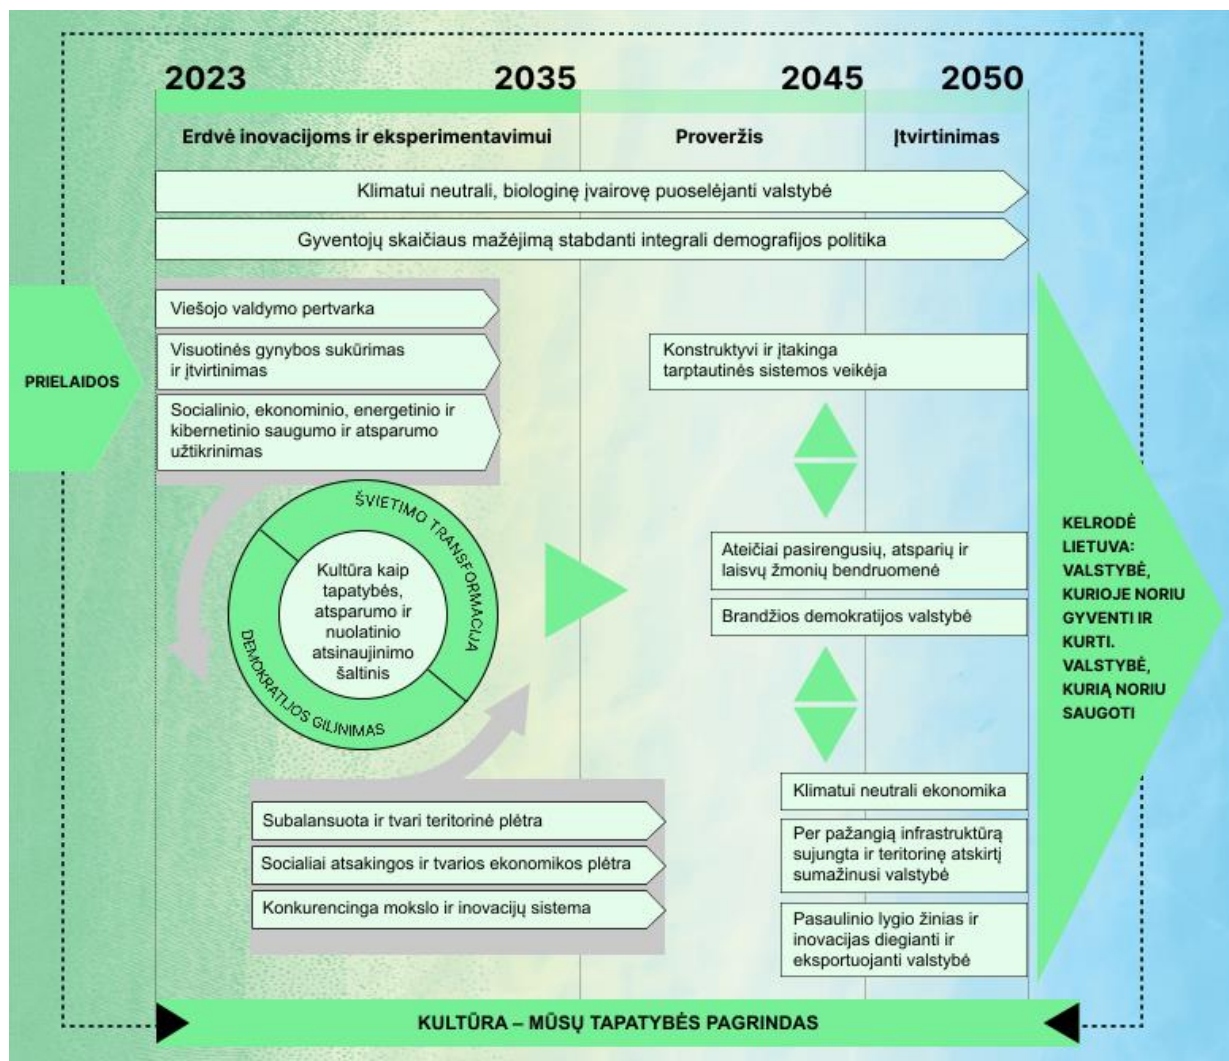 2023 2035 2045 2050
Erdvė inovacijoms ir eksperimentavimui Proveržis Įtvirtinimas
Klimatui neutrali, biologinę įvairovę puoselėjanti valstybė
Gyventojų skaičiaus mažėjimą stabdanti integrali demografijos politika
PRIELAIDOS
Viešojo valdymo pertvarka
Visuotinės gynybos sukūrimas
ir įtvirtinimas
Socialinio, ekonominio, energetinio ir
kibernetinio saugumo ir atsparumo
užtikrinimas
Konstruktyvi ir įtakinga
tarptautinės sistemos veikėja
ŠVIETIMO TRANSFORMACIJA
Kultūra kaip
tapatybės,
atsparumo ir
nuolatinio
atsinaujinimo
šaltinis
DEMOKRATIJOS GILINIMAS
Ateičiai pasirengusių, atsparių ir
laisvų žmonių bendruomenė
Brandžios demokratijos valstybė
KELRODĖ
LIETUVA:
VALSTYBĖ,
KURIOJE NORIU
GYVENTI IR
KURTI.
VALSTYBĖ,
KURIĄ NORIU
SAUGOTI
Subalansuota ir tvari teritorinė plėtra
Socialiai atsakingos ir tvarios ekonomikos plėtra
Konkurencinga mokslo ir inovacijų sistema
Klimatui neutrali ekonomika
Per pažangią infrastruktūrą
sujungta ir teritorinę atskirtį
sumažinusi valstybė
Pasaulinio lygio žinias ir
inovacijas diegianti ir
eksportuojanti valstybė
KULTŪRA – MŪSŲ TAPATYBĖS PAGRINDAS